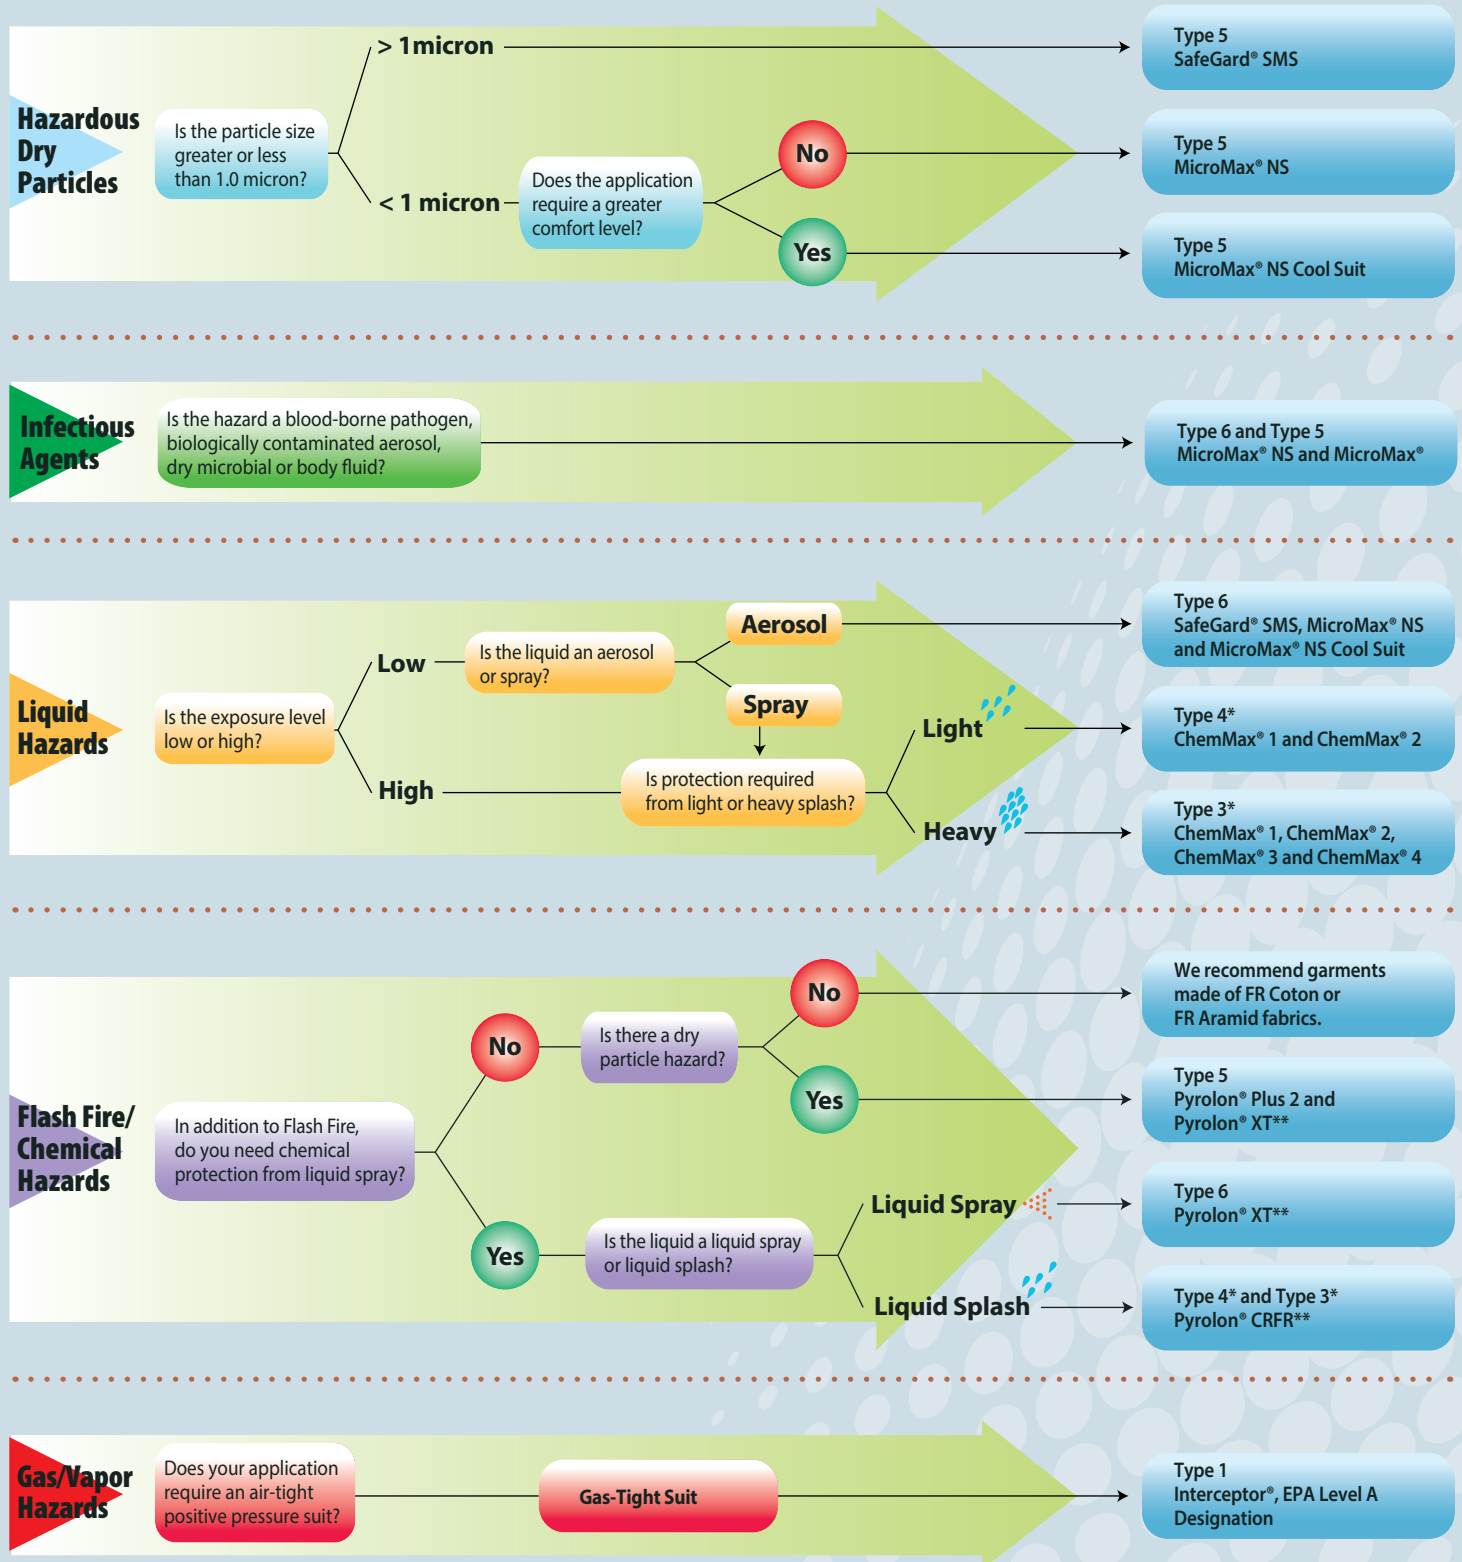 Hazardous
Dry
Particles
Is the particle size
greater or less
than 1.0 micron?
> 1micron
< 1 micron
Does the application
require a greater
comfort level?
No
Yes
Type 5
SafeGard® SMS
Type 5
MicroMax® NS
Type 5
MicroMax® NS Cool Suit
Infectious
Agents
Is the hazard a blood-borne pathogen,
biologically contaminated aerosol,
dry microbial or body fluid?
Type 6 and Type 5
MicroMax® NS and MicroMax®
Liquid
Hazards
Is the exposure level
low or high?
Low
High
Is the liquid an aerosol
or spray?
Aerosol
Spray
Is protection required
from light or heavy splash?
Light
Heavy
Type 6
SafeGard® SMS, MicroMax® NS
and MicroMax® NS Cool Suit
Type 4*
ChemMax® 1 and ChemMax® 2
Type 3*
ChemMax® 1, ChemMax® 2,
ChemMax® 3 and ChemMax® 4
Flash Fire/
Chemical
Hazards
In addition to Flash Fire,
do you need chemical
protection from liquid spray?
No
Yes
Is there a dry
particle hazard?
No
Yes
Is the liquid a liquid spray
or liquid splash?
Liquid Spray
Liquid Splash
We recommend garments
made of FR Coton or
FR Aramid fabrics.
Type 5
Pyrolon® Plus 2 and
Pyrolon® XT**
Type 6
Pyrolon® XT**
Type 4* and Type 3*
Pyrolon® CRFR**
Gas/Vapor
Hazards
Does your application
require an air-tight
positive pressure suit?
Gas-Tight Suit
Type 1
Interceptor®, EPA Level A
Designation